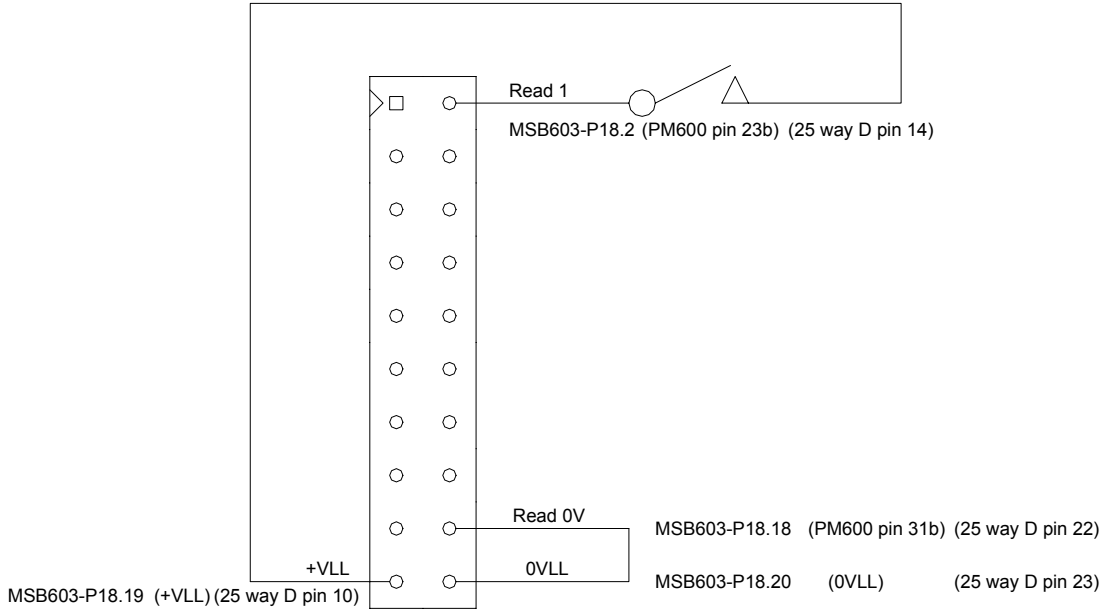 Read 1
MSB603-P18.2 (PM600 pin 23b) (25 way D pin 14)
Read 0V
MSB603-P18.18 (PM600 pin 31b) (25 way D pin 22)
+VLL
0VLL
MSB603-P18.20 (0VLL) (25 way D pin 23)
MSB603-P18.19 (+VLL) (25 way D pin 10)